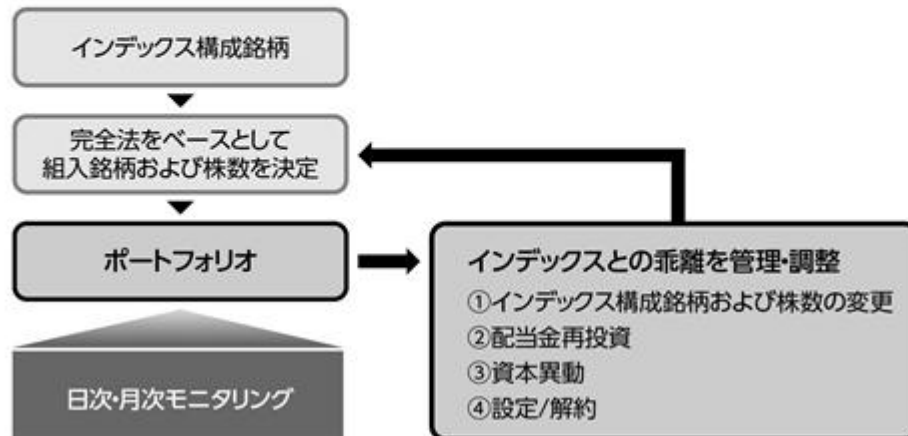 インデックス構成銘柄
完全法をベースとして
組入銘柄および株数を決定
ポートフォリオ
日次・月次モニタリング
インデックスとの乖離を管理・調整
①インデックス構成銘柄および株数の変更
②配当金再投資
③資本異動
④設定/解約